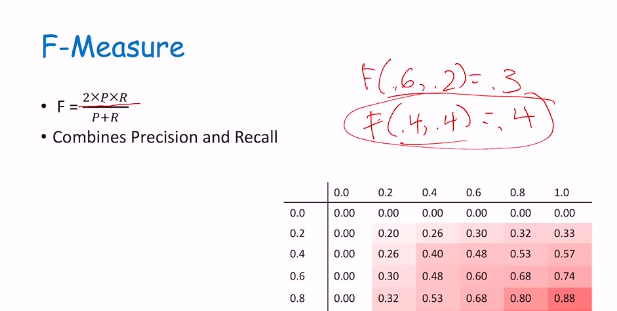 F-Measure
F(.6, .2) = .3
• F = 2×P×R / P+R
F(.4, .4) = .4
• Combines Precision and Recall
0.0 0.2 0.4 0.6 0.8 1.0
0.0 0.00 0.00 0.00 0.00 0.00 0.00
0.2 0.00 0.20 0.26 0.30 0.32 0.33
0.4 0.00 0.26 0.40 0.48 0.53 0.57
0.6 0.00 0.30 0.48 0.60 0.68 0.74
0.8 0.00 0.32 0.53 0.68 0.80 0.88